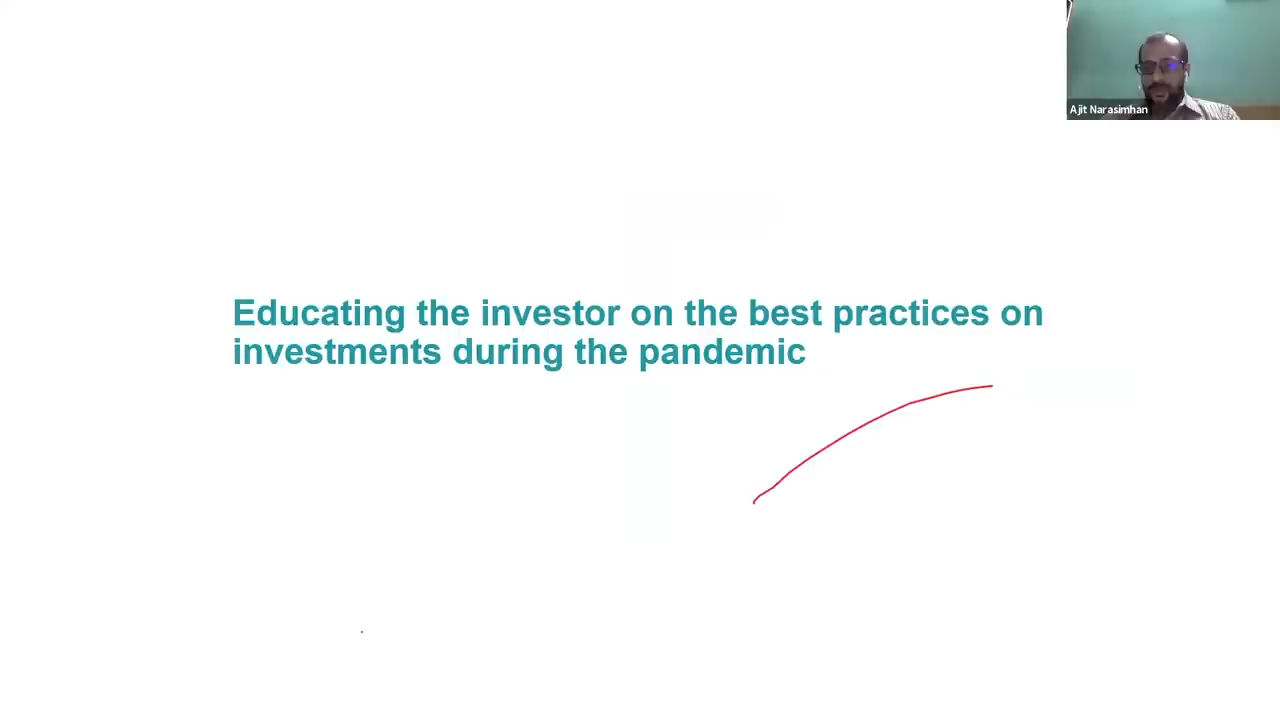 Ajit Narasimhan
Educating the investor on the best practices on
investments during the pandemic